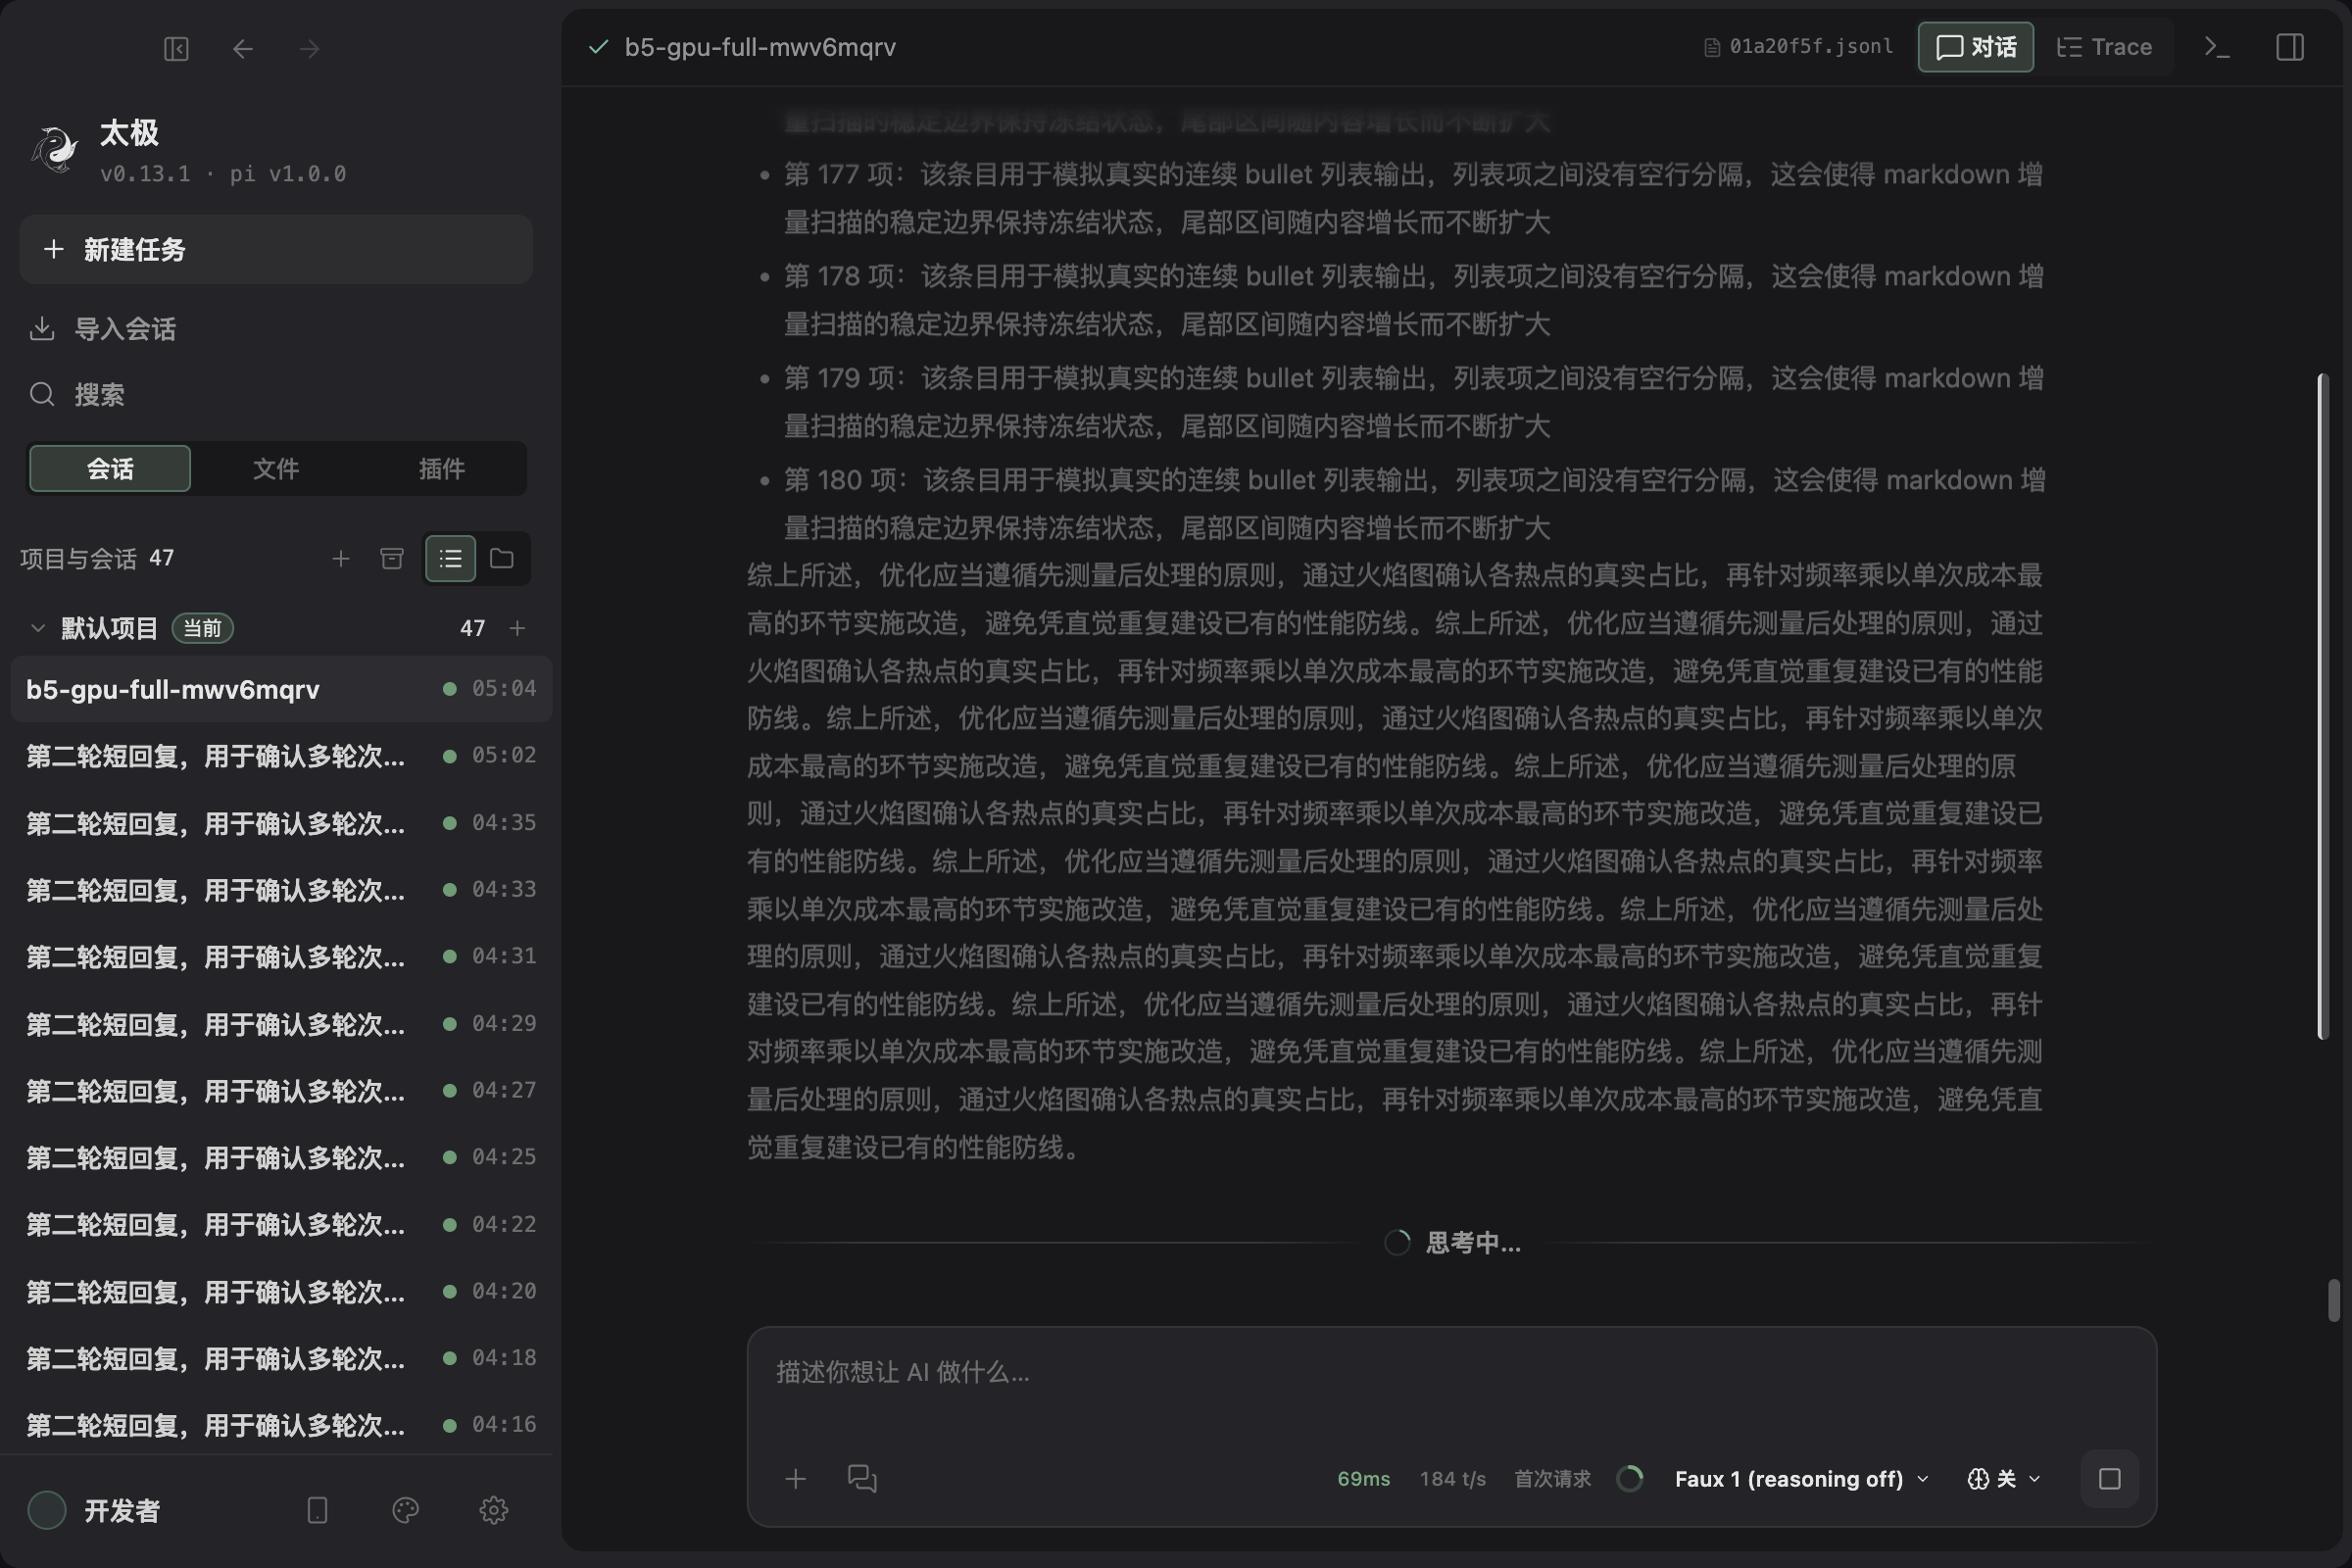 太极
v0.13.1 · pi v1.0.0
新建任务
导入会话
搜索
会话 文件 插件
项目与会话 47
默认项目 当前 47
b5-gpu-full-mwv6mqrv 05:04
第二轮短回复，用于确认多轮次... 05:02
第二轮短回复，用于确认多轮次... 04:35
第二轮短回复，用于确认多轮次... 04:33
第二轮短回复，用于确认多轮次... 04:31
第二轮短回复，用于确认多轮次... 04:29
第二轮短回复，用于确认多轮次... 04:27
第二轮短回复，用于确认多轮次... 04:25
第二轮短回复，用于确认多轮次... 04:22
第二轮短回复，用于确认多轮次... 04:20
第二轮短回复，用于确认多轮次... 04:18
第二轮短回复，用于确认多轮次... 04:16
开发者
b5-gpu-full-mwv6mqrv
01a20f5f.jsonl 对话 Trace
量扫描的稳定边界保持冻结状态，尾部区间随内容增长而不断扩大
• 第 177 项：该条目用于模拟真实的连续 bullet 列表输出，列表项之间没有空行分隔，这会使得 markdown 增
量扫描的稳定边界保持冻结状态，尾部区间随内容增长而不断扩大
• 第 178 项：该条目用于模拟真实的连续 bullet 列表输出，列表项之间没有空行分隔，这会使得 markdown 增
量扫描的稳定边界保持冻结状态，尾部区间随内容增长而不断扩大
• 第 179 项：该条目用于模拟真实的连续 bullet 列表输出，列表项之间没有空行分隔，这会使得 markdown 增
量扫描的稳定边界保持冻结状态，尾部区间随内容增长而不断扩大
• 第 180 项：该条目用于模拟真实的连续 bullet 列表输出，列表项之间没有空行分隔，这会使得 markdown 增
量扫描的稳定边界保持冻结状态，尾部区间随内容增长而不断扩大
综上所述，优化应当遵循先测量后处理的原则，通过火焰图确认各热点的真实占比，再针对频率乘以单次成本最
高的环节实施改造，避免凭直觉重复建设已有的性能防线。综上所述，优化应当遵循先测量后处理的原则，通过
火焰图确认各热点的真实占比，再针对频率乘以单次成本最高的环节实施改造，避免凭直觉重复建设已有的性能
防线。综上所述，优化应当遵循先测量后处理的原则，通过火焰图确认各热点的真实占比，再针对频率乘以单次
成本最高的环节实施改造，避免凭直觉重复建设已有的性能防线。综上所述，优化应当遵循先测量后处理的原
则，通过火焰图确认各热点的真实占比，再针对频率乘以单次成本最高的环节实施改造，避免凭直觉重复建设已
有的性能防线。综上所述，优化应当遵循先测量后处理的原则，通过火焰图确认各热点的真实占比，再针对频率
乘以单次成本最高的环节实施改造，避免凭直觉重复建设已有的性能防线。综上所述，优化应当遵循先测量后处
理的原则，通过火焰图确认各热点的真实占比，再针对频率乘以单次成本最高的环节实施改造，避免凭直觉重复
建设已有的性能防线。综上所述，优化应当遵循先测量后处理的原则，通过火焰图确认各热点的真实占比，再针
对频率乘以单次成本最高的环节实施改造，避免凭直觉重复建设已有的性能防线。综上所述，优化应当遵循先测
量后处理的原则，通过火焰图确认各热点的真实占比，再针对频率乘以单次成本最高的环节实施改造，避免凭直
觉重复建设已有的性能防线。
思考中...
描述你想让 AI 做什么...
69ms 184 t/s 首次请求 Faux 1 (reasoning off) 关